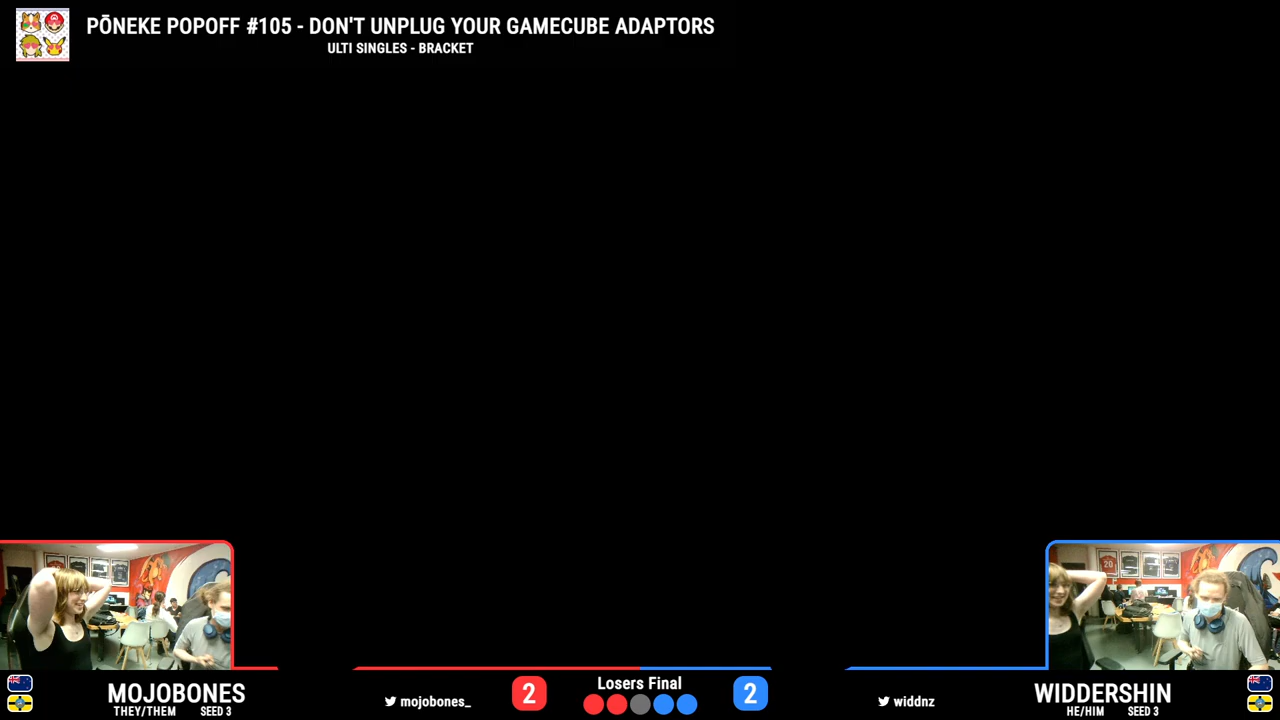 PŌNEKE POPOFF #105 - DON'T UNPLUG YOUR GAMECUBE ADAPTORS
ULTI SINGLES - BRACKET
20
MOJOBONES
THEY/THEM SEED 3
mojobones_
2
Losers Final
2
widdnz
WIDDERSHIN
HE/HIM SEED 3